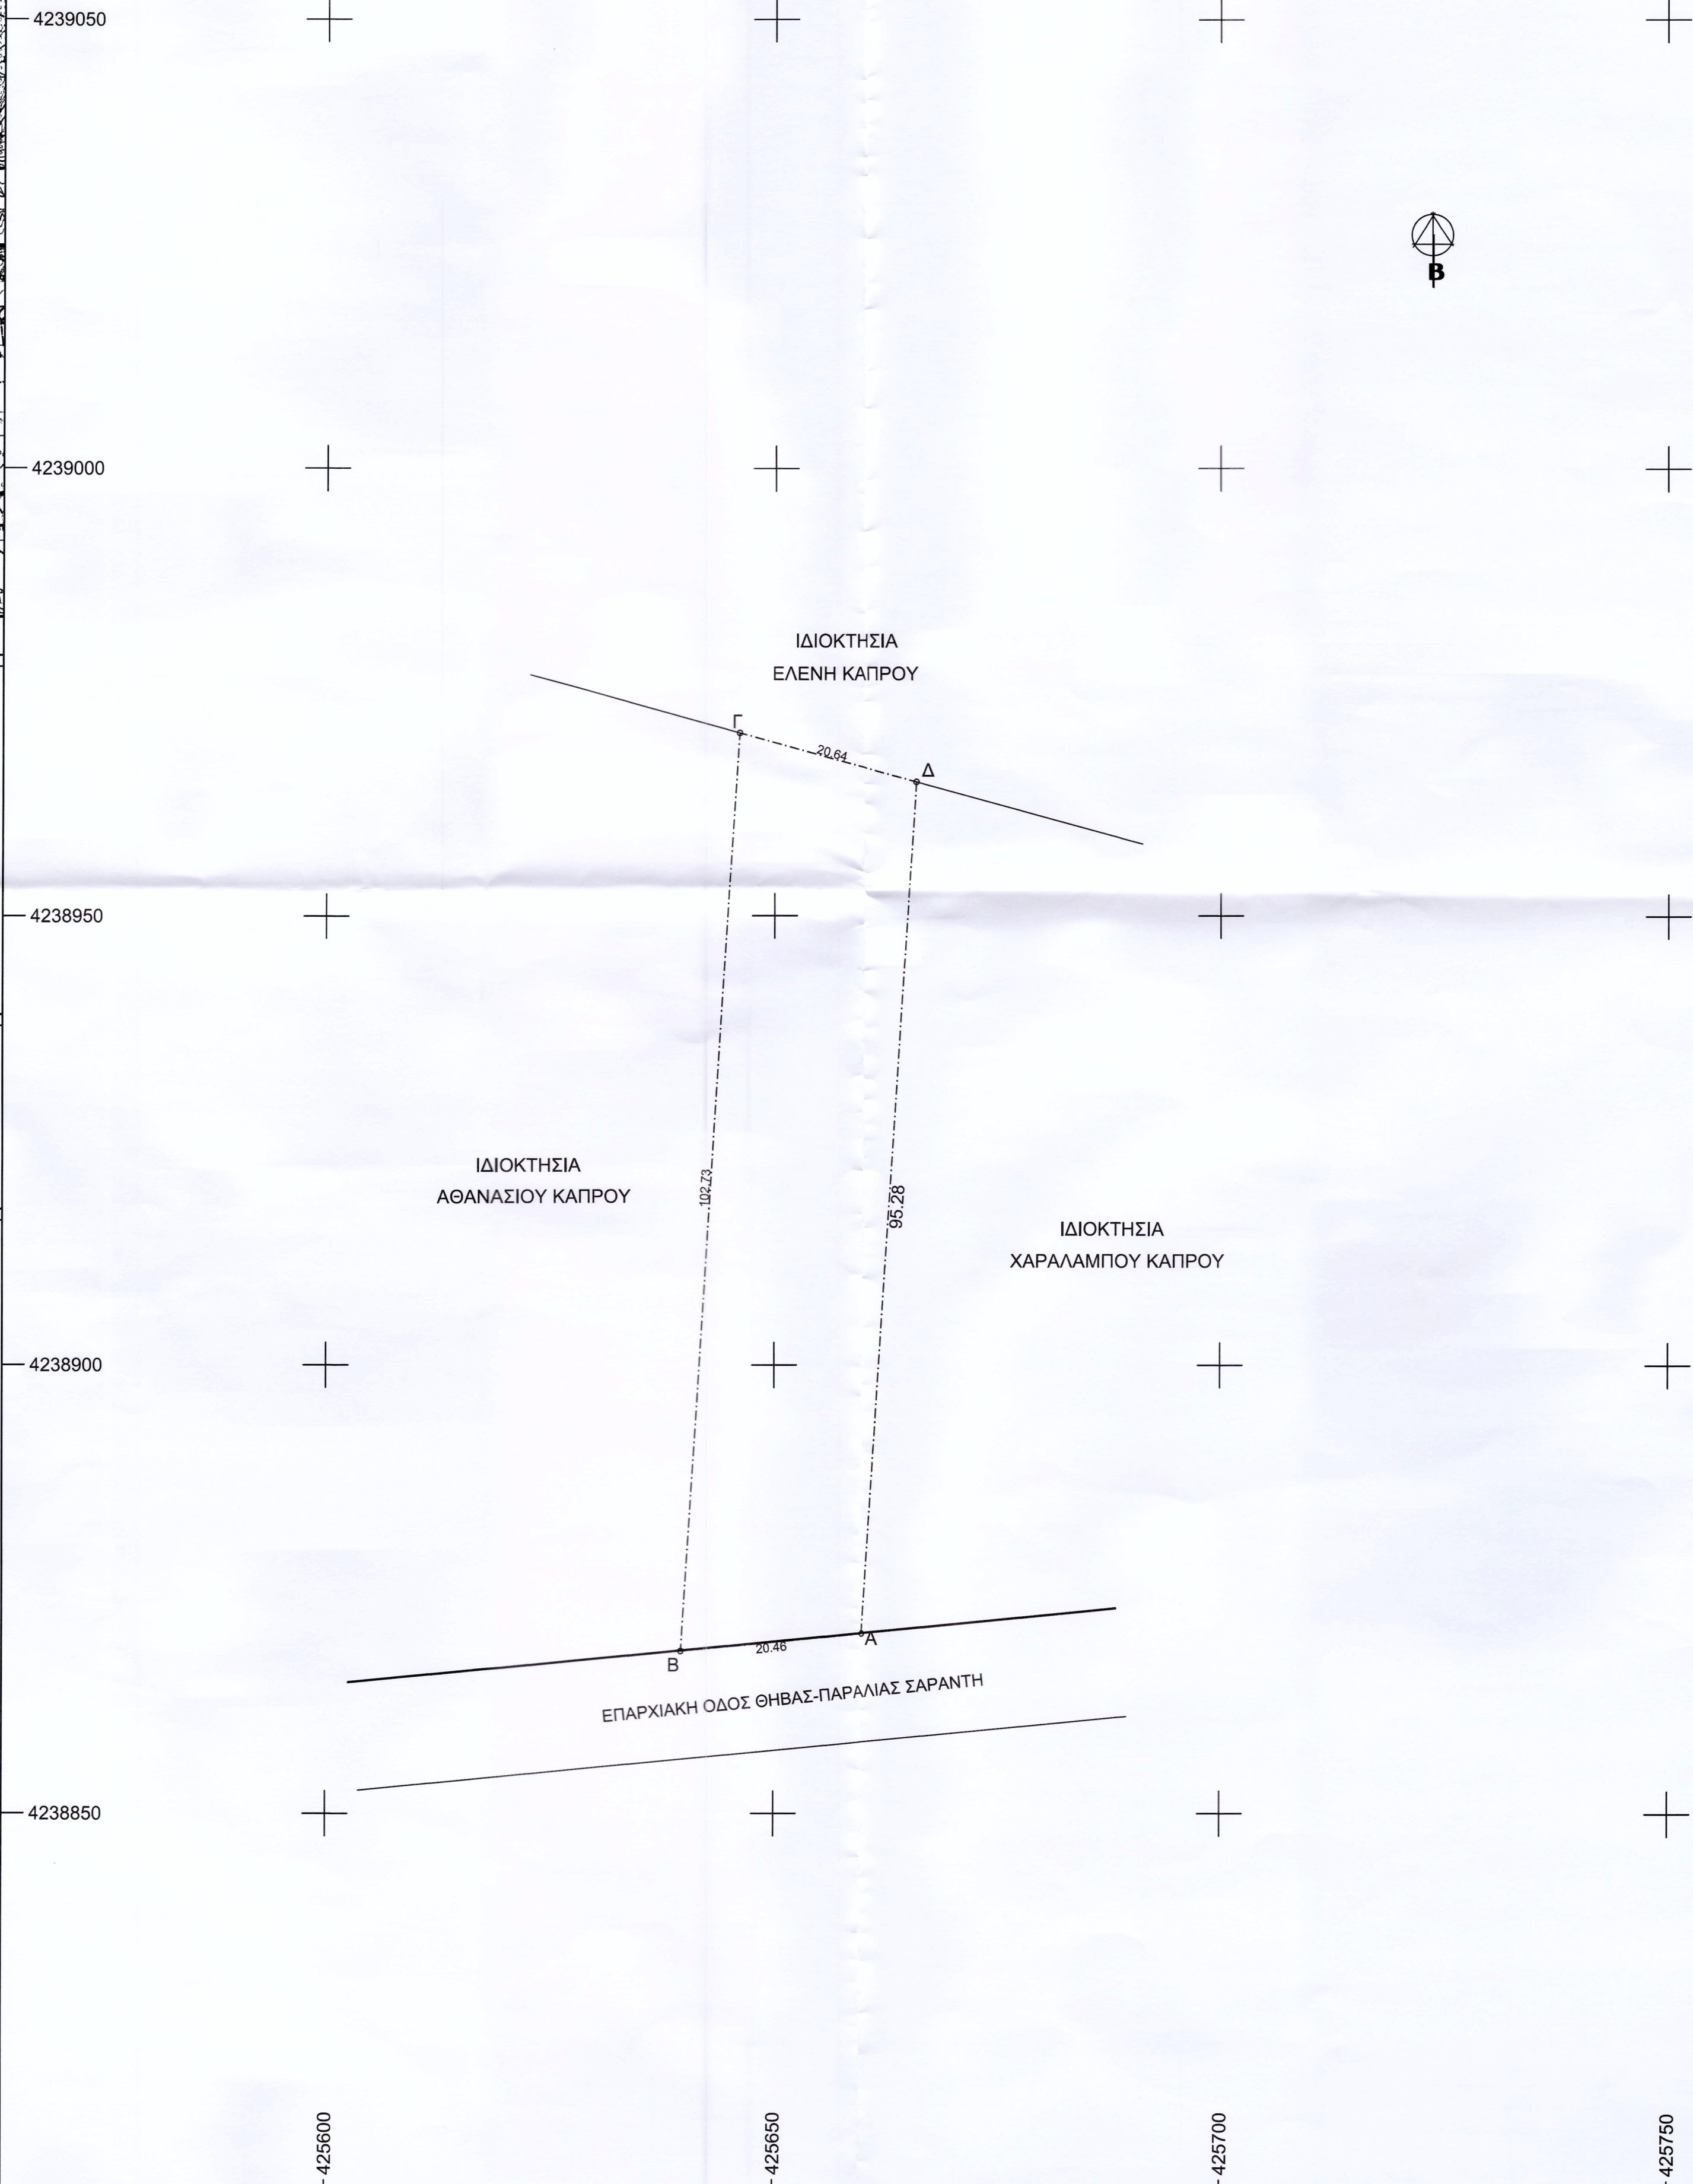 4239050
Β
4239000
ΙΔΙΟΚΤΗΣΙΑ
ΕΛΕΝΗ ΚΑΠΡΟΥ
Γ
20.64
Δ
4238950
ΙΔΙΟΚΤΗΣΙΑ
ΑΘΑΝΑΣΙΟΥ ΚΑΠΡΟΥ
102.73
95.28
ΙΔΙΟΚΤΗΣΙΑ
ΧΑΡΑΛΑΜΠΟΥ ΚΑΠΡΟΥ
4238900
Β
20.46
Α
ΕΠΑΡΧΙΑΚΗ ΟΔΟΣ ΘΗΒΑΣ-ΠΑΡΑΛΙΑΣ ΣΑΡΑΝΤΗ
4238850
425600
425650
425700
425750